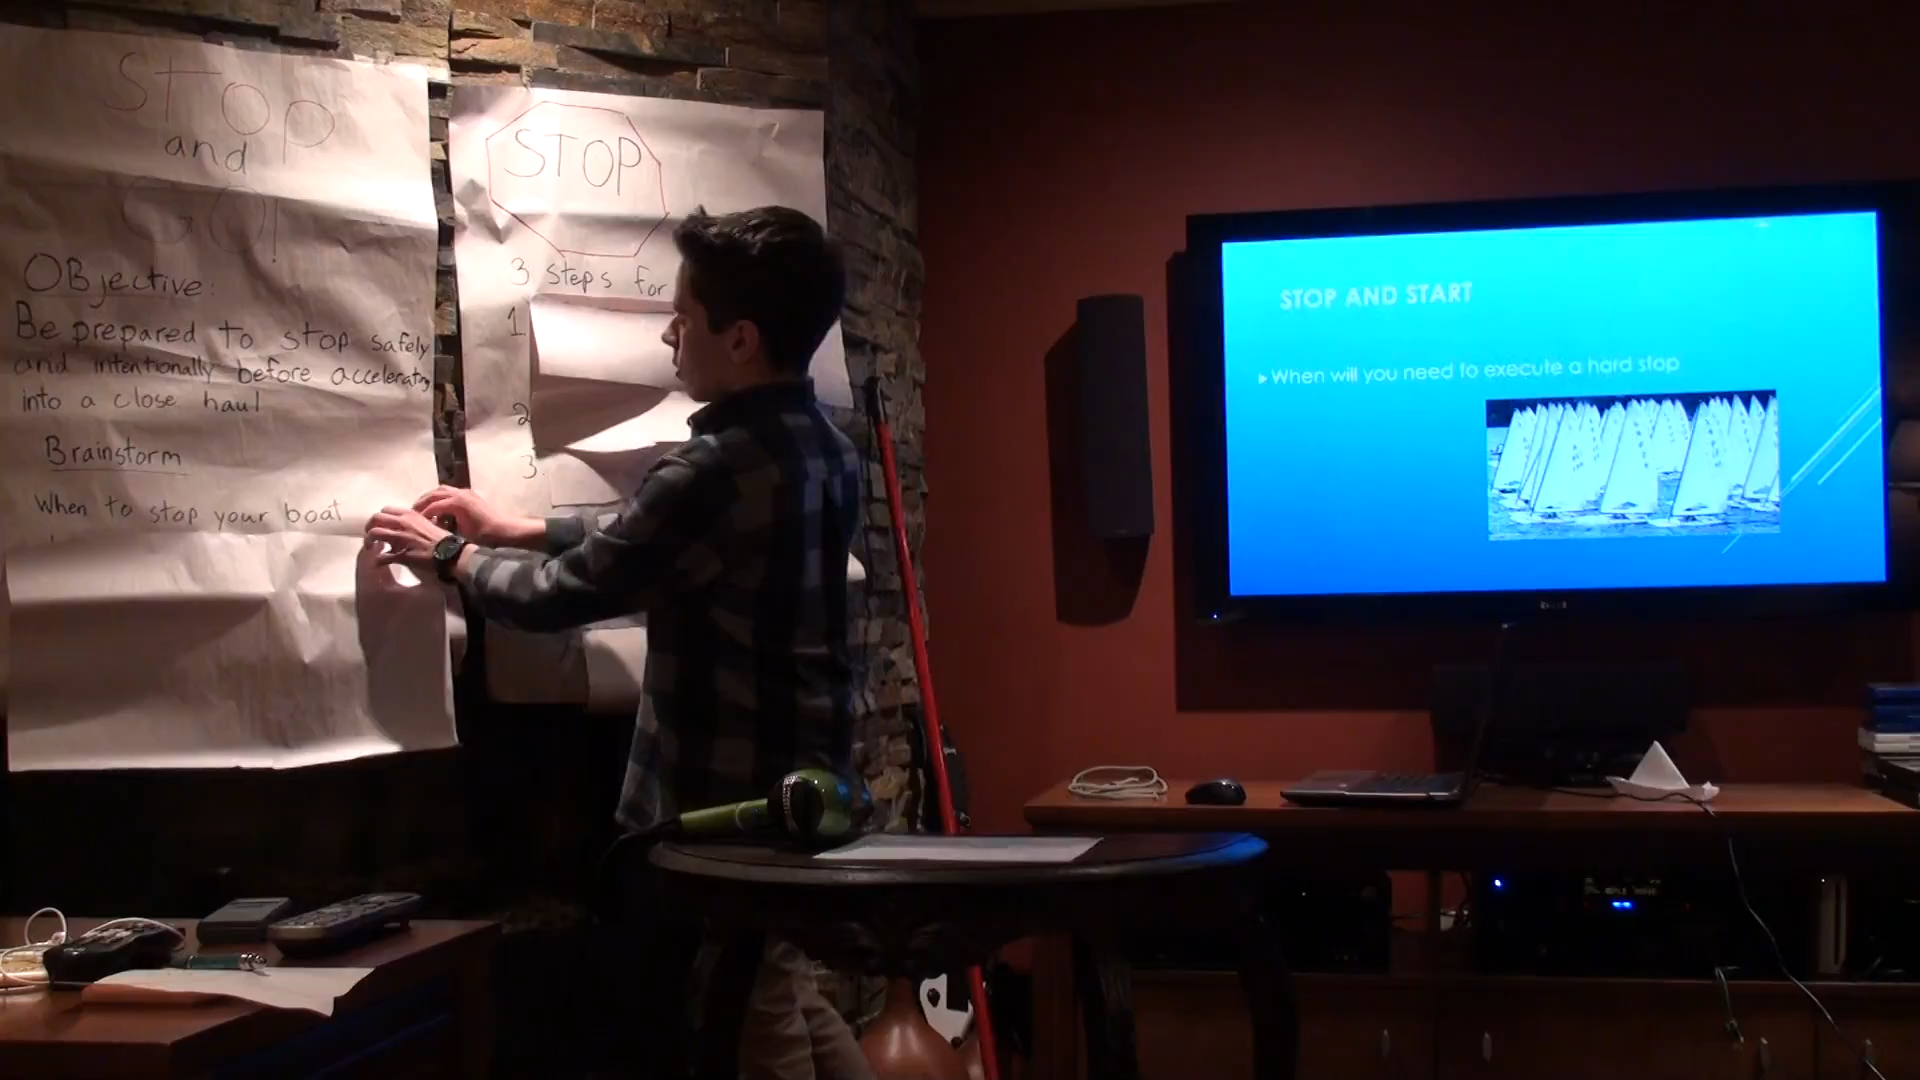 STOP
and
GO!
OBjective:
Be prepared to stop safely
and intentionally before accelerating
into a close haul
Brainstorm
When to stop your boat
STOP
3 Steps for
1
2
3.
STOP AND START
When will you need to execute a hard stop